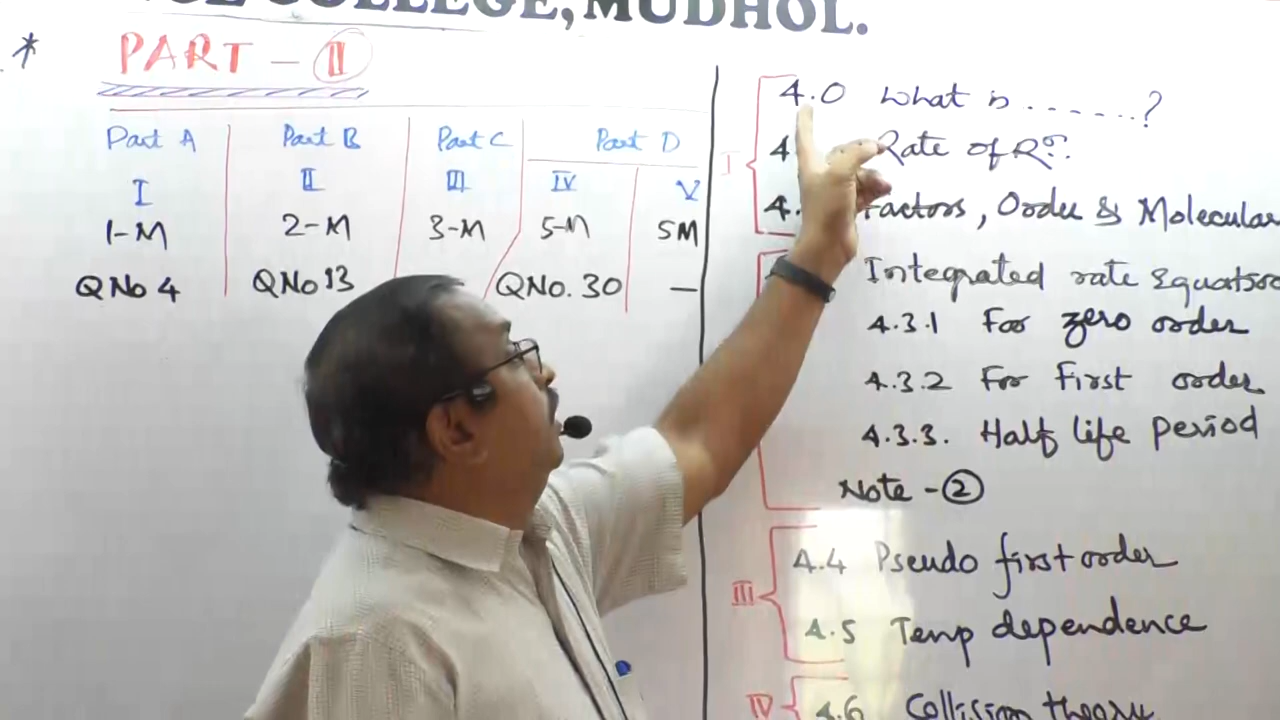 COLLEGE, MUDHOL.
* PART - II
Part A Part B Part C Part D
I II III IV V
1-M 2-M 3-M 5-M 5M
QNo 4 QNo 13 QNo. 30 —
I
4.0 What is . - - - - - . ?
4 Rate of Rn.
4. Factors, Order & Molecular
Integrated rate Equation
4.3.1 For zero order
4.3.2 For First order
4.3.3. Half life period
Note - 2
III
4.4 Pseudo first order
4.5 Temp dependence
IV
4.6 Collision theory